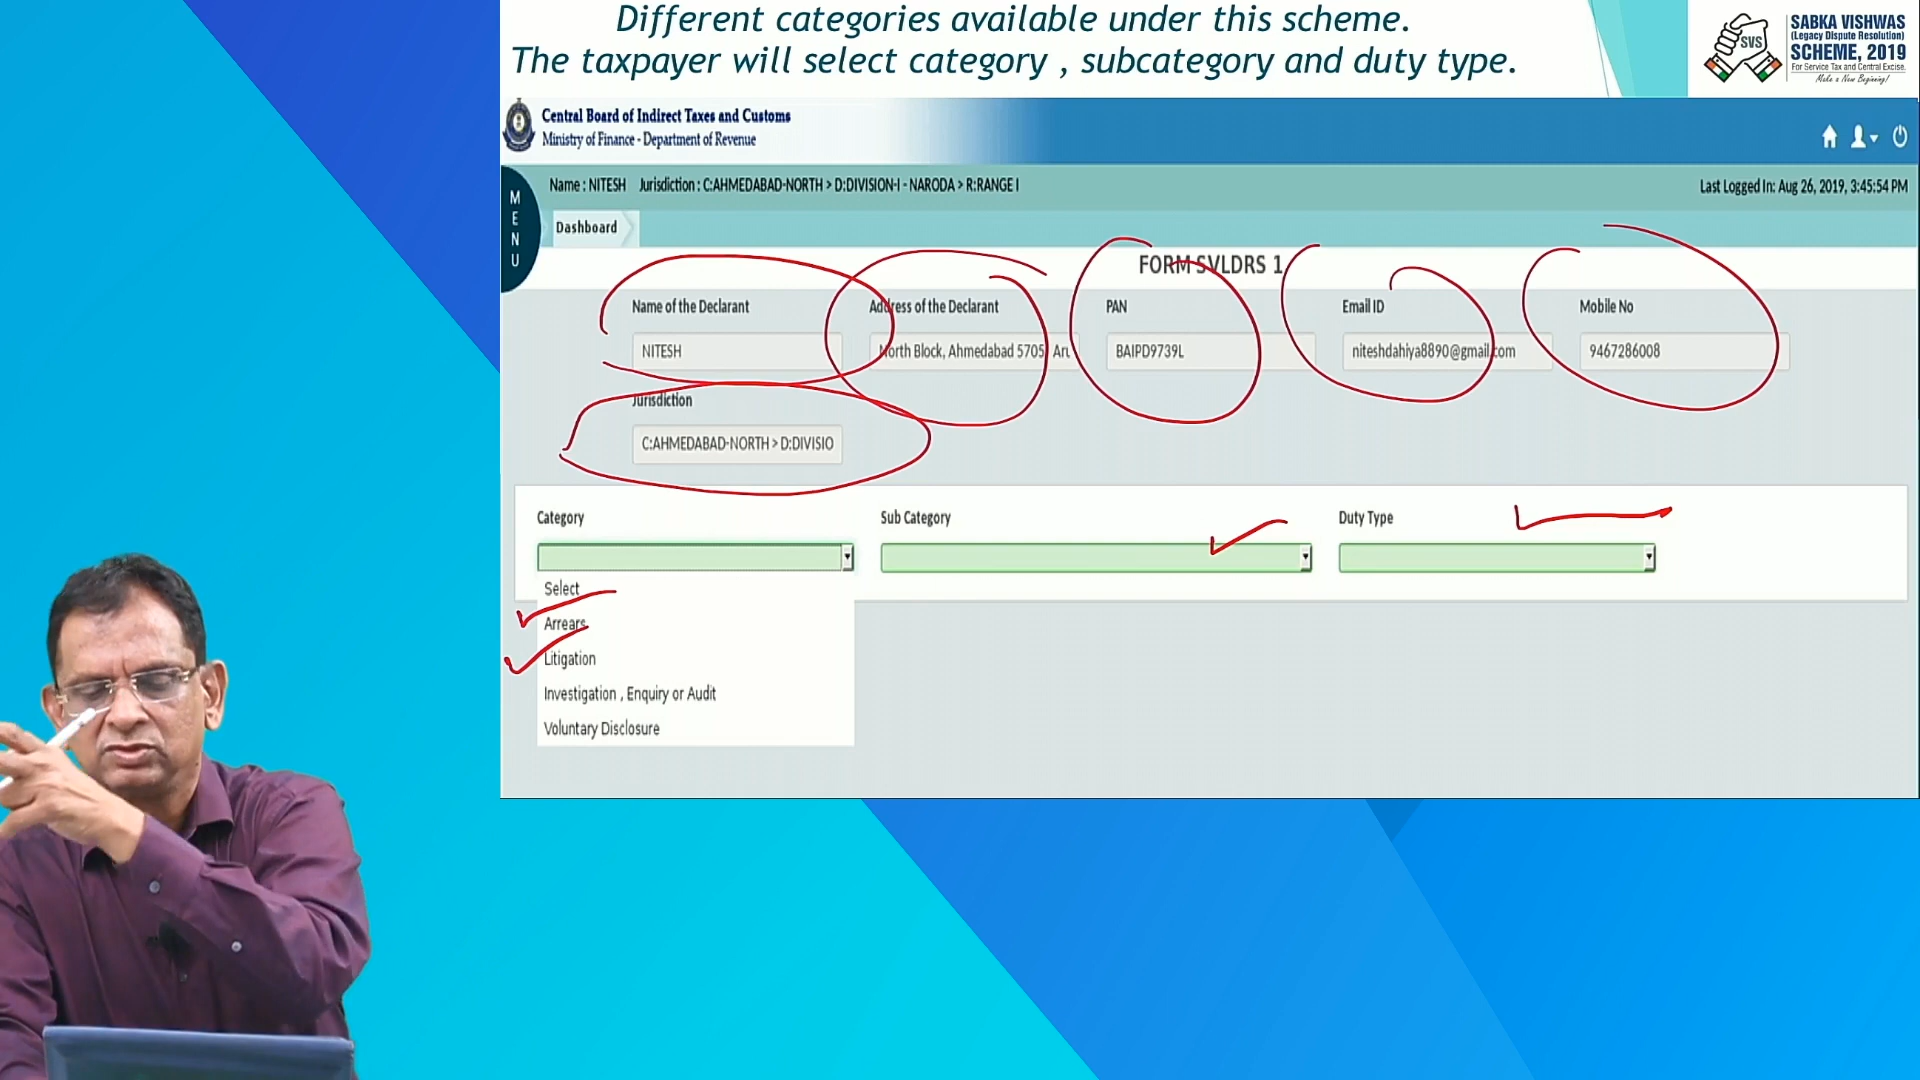 Different categories available under this scheme.
The taxpayer will select category , subcategory and duty type.
SVS
SABKA VISHWAS
(Legacy Dispute Resolution)
SCHEME, 2019
For Service Tax and Central Excise.
Make a New Beginning!
Central Board of Indirect Taxes and Customs
Ministry of Finance - Department of Revenue
MENU
Name : NITESH Jurisdiction : C:AHMEDABAD-NORTH > D:DIVISION-I - NARODA > R:RANGE I
Last Logged In: Aug 26, 2019, 3:45:54 PM
Dashboard
FORM SVLDRS 1
Name of the Declarant Address of the Declarant PAN Email ID Mobile No
NITESH North Block, Ahmedabad 5705, Aru BAIPD9739L niteshdahiya8890@gmail.com 9467286008
Jurisdiction
C:AHMEDABAD-NORTH > D:DIVISIO
Category Sub Category Duty Type
Select
Arrears
Litigation
Investigation , Enquiry or Audit
Voluntary Disclosure